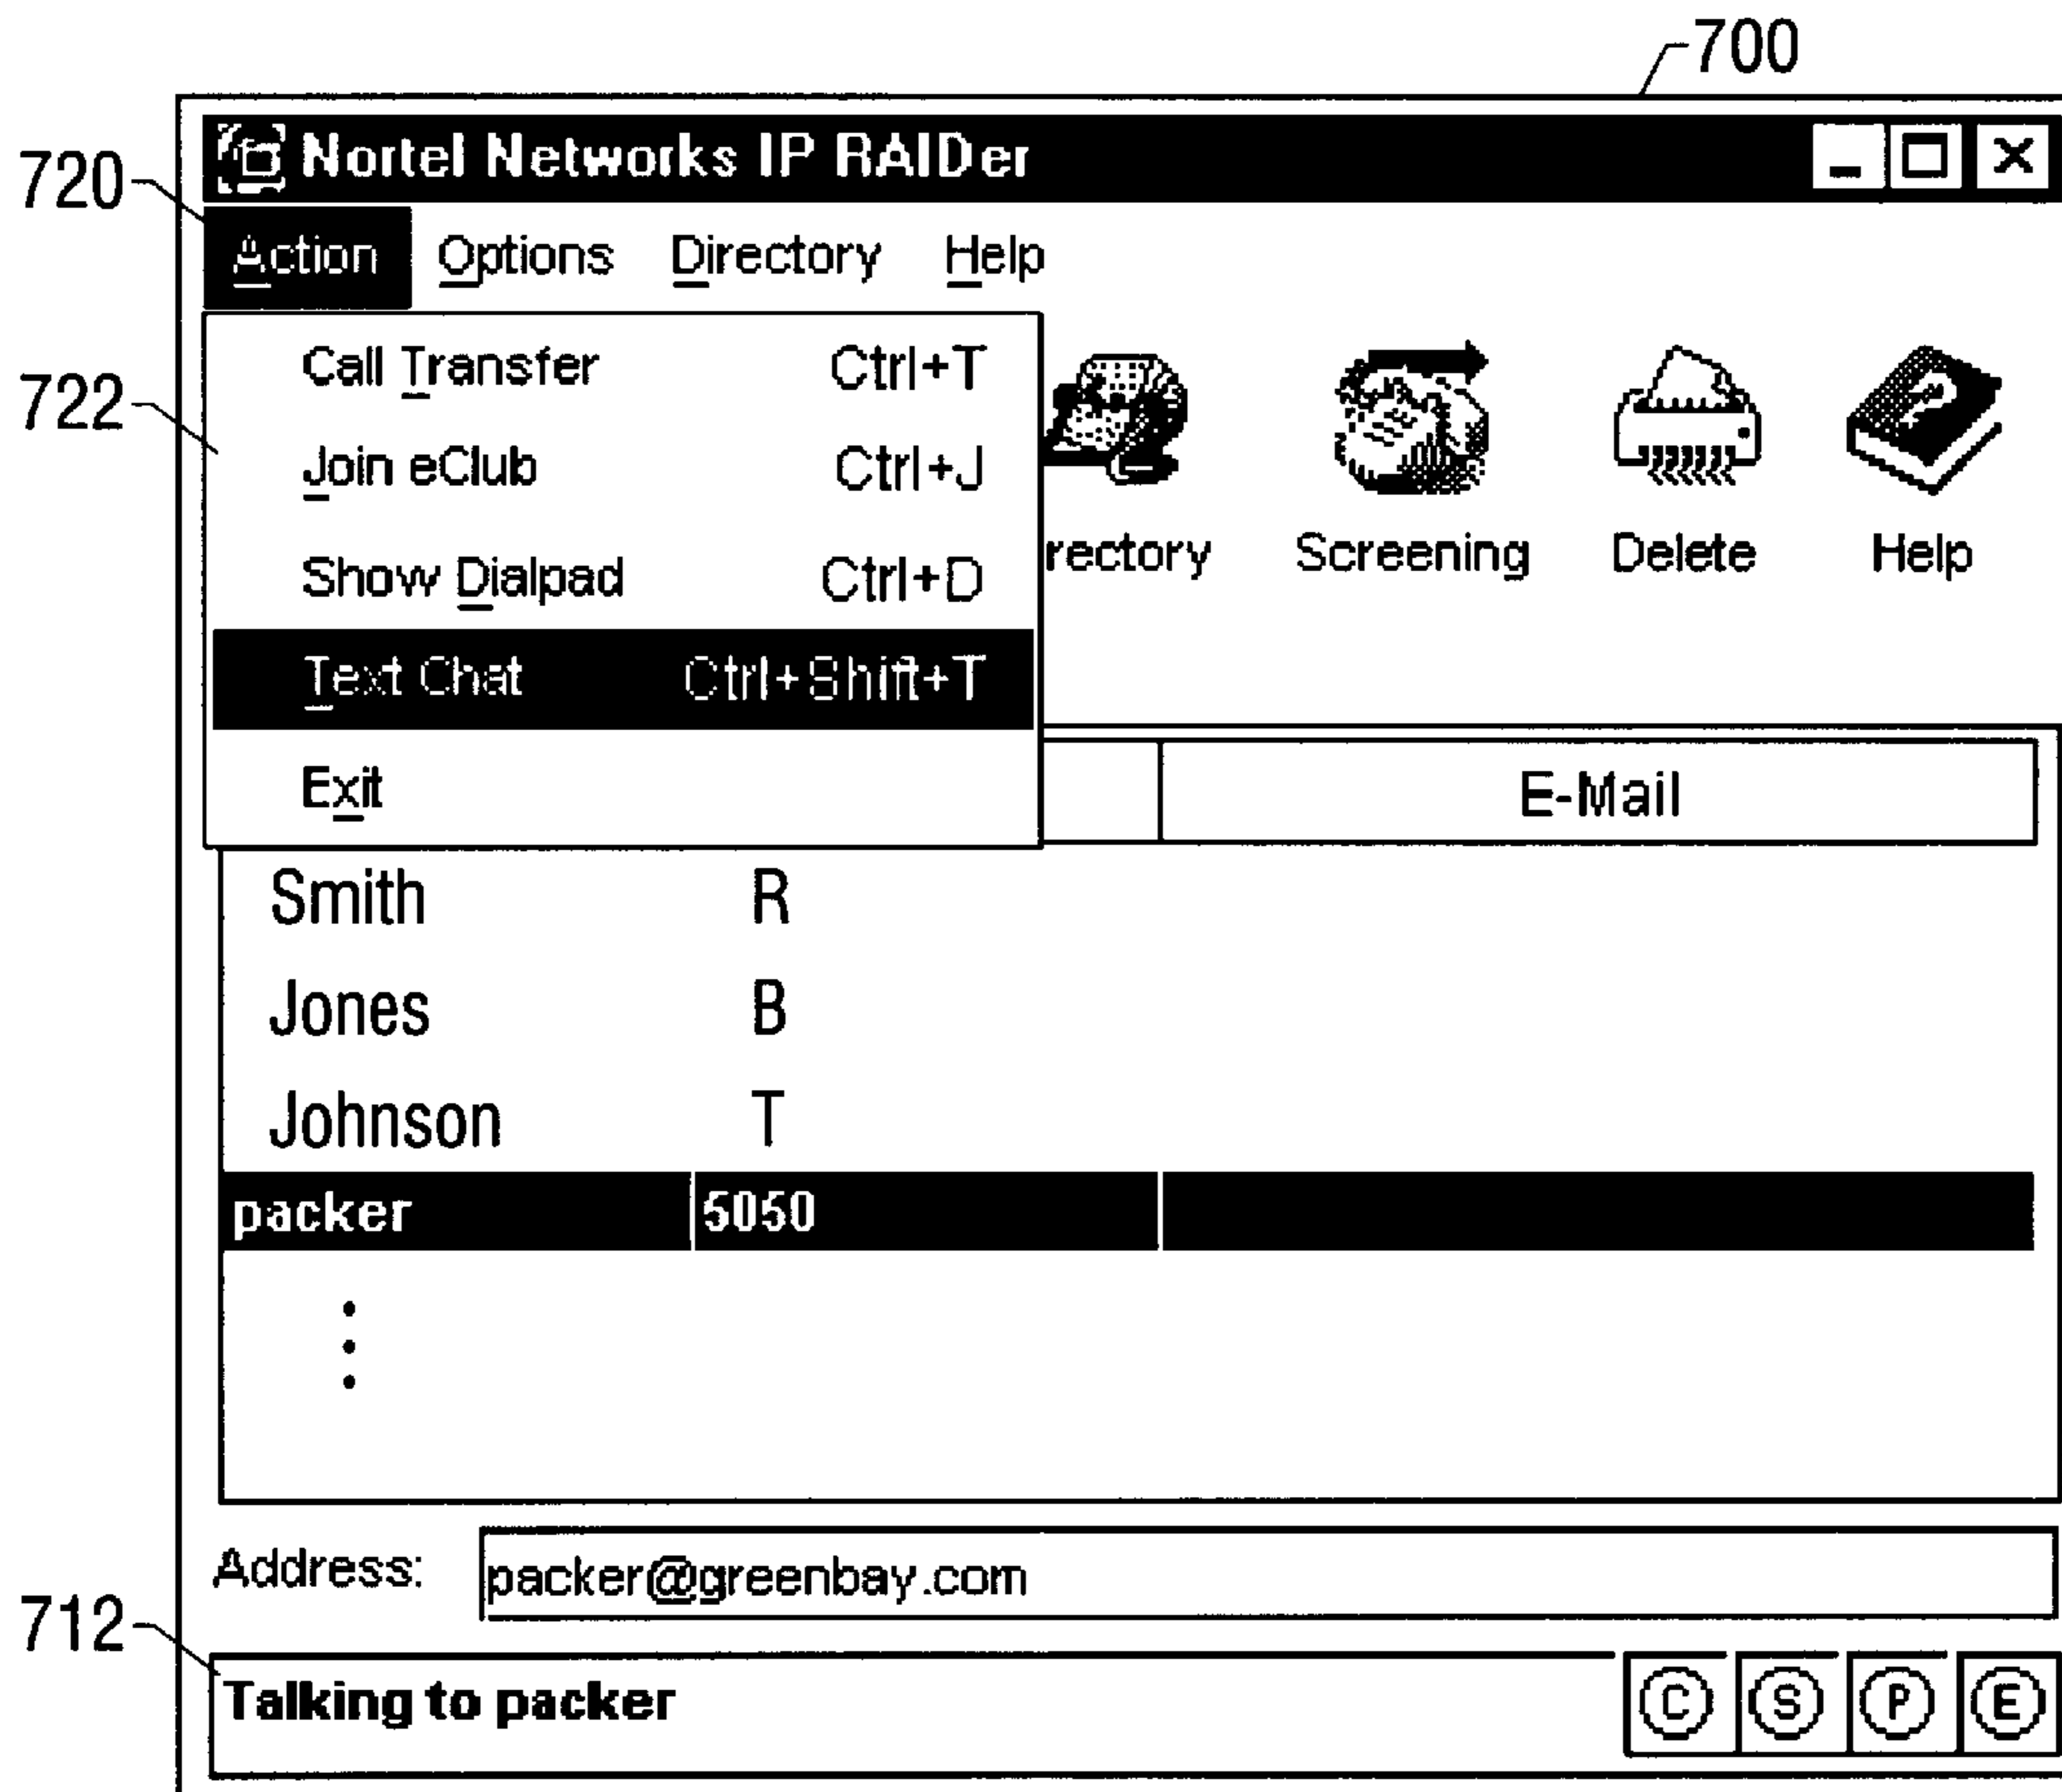 700
Nortel Networks IP RAIDer
720
Action Options Directory Help
722
Call Transfer Ctrl+T
Join eClub Ctrl+J
Show Dialpad Ctrl+D
Text Chat Ctrl+Shift+T
Exit
rectory Screening Delete Help
E-Mail
Smith R
Jones B
Johnson T
packer 5050
Address: packer@greenbay.com
712
Talking to packer C S P E